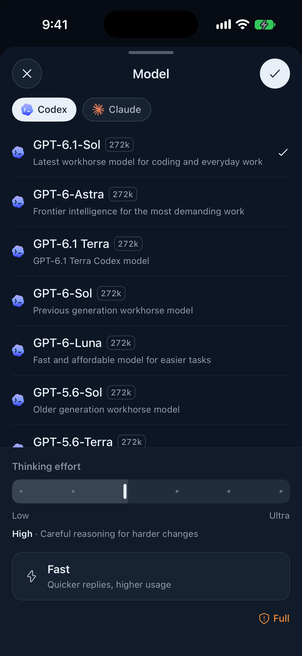 9:41
Model
Codex
Claude
GPT-6.1-Sol 272k
Latest workhorse model for coding and everyday work
GPT-6-Astra 272k
Frontier intelligence for the most demanding work
GPT-6.1 Terra 272k
GPT-6.1 Terra Codex model
GPT-6-Sol 272k
Previous generation workhorse model
GPT-6-Luna 272k
Fast and affordable model for easier tasks
GPT-5.6-Sol 272k
Older generation workhorse model
GPT-5.6-Terra 272k
Thinking effort
Low
Ultra
High · Careful reasoning for harder changes
Fast
Quicker replies, higher usage
Full